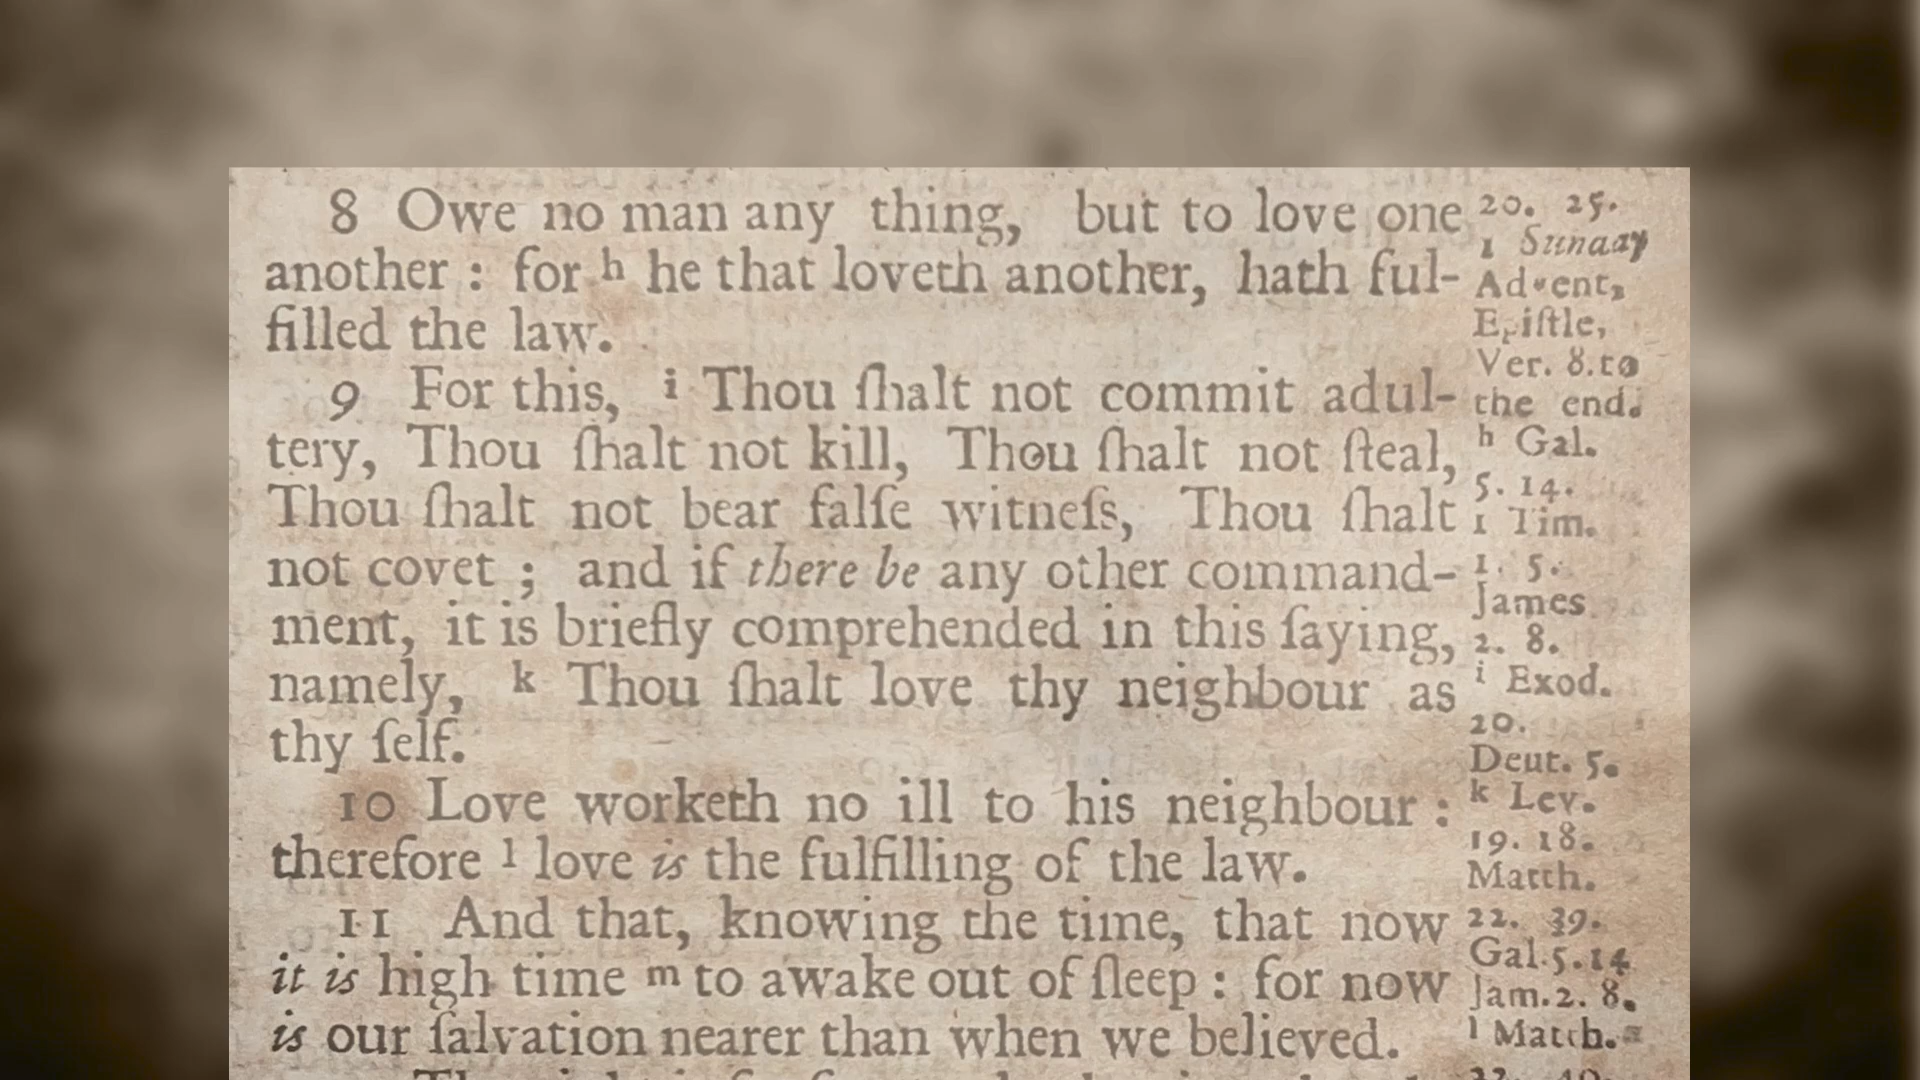 8 Owe no man any thing, but to love one
another : for h he that loveth another, hath ful-
filled the law.
9 For this, i Thou ſhalt not commit adul-
tery, Thou ſhalt not kill, Thou ſhalt not ſteal,
Thou ſhalt not bear falſe witneſs, Thou ſhalt
not covet ; and if there be any other command-
ment, it is briefly comprehended in this ſaying,
namely, k Thou ſhalt love thy neighbour as
thy ſelf.
10 Love worketh no ill to his neighbour :
therefore l love is the fulfilling of the law.
11 And that, knowing the time, that now
it is high time m to awake out of ſleep : for now
is our ſalvation nearer than when we believed.
20. 25.
1 Sunday
Advent,
Epiſtle,
Ver. 8. to
the end.
h Gal.
5. 14.
1 Tim.
1. 5.
James
2. 8.
i Exod.
20.
Deut. 5.
k Lev.
19. 18.
Matth.
22. 39.
Gal. 5. 14
Jam. 2. 8.
l Matth.